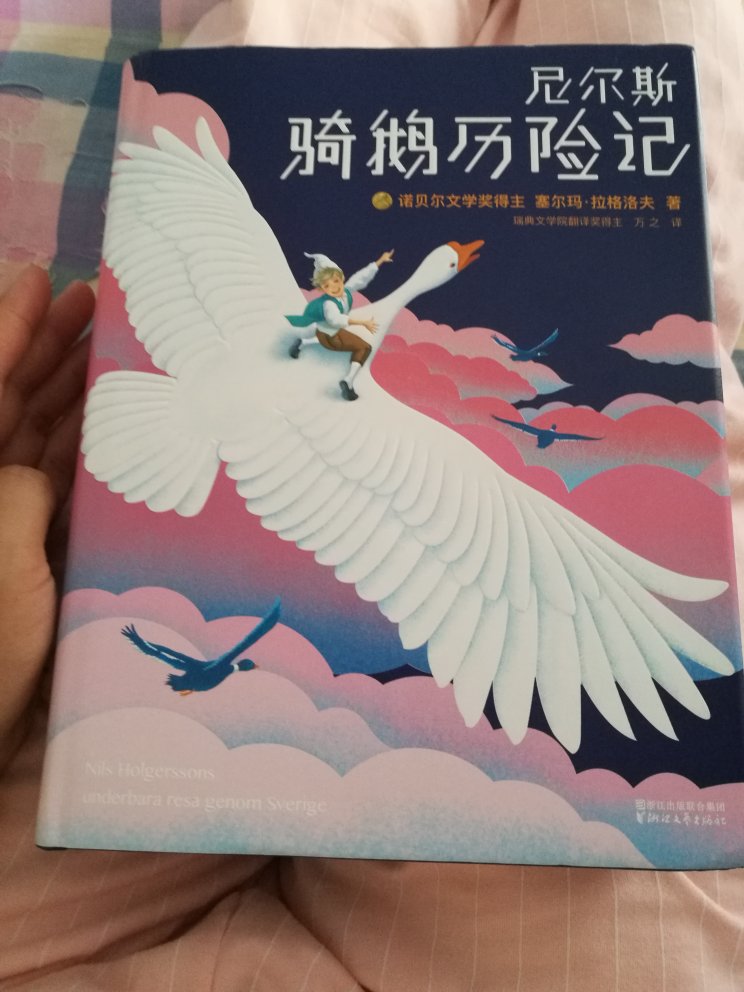 尼尔斯
骑鹅历险记
诺贝尔文学奖得主 塞尔玛·拉格洛夫 著
瑞典文学院翻译奖得主 万之 译
Nils Holgerssons
underbara resa genom Sverige
浙江出版联合集团
浙江文艺出版社